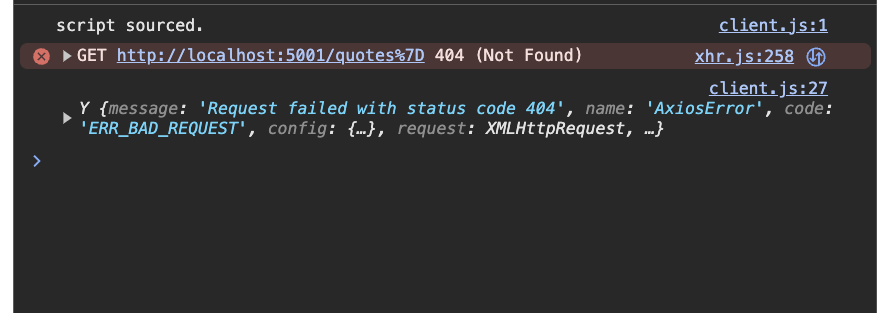 script sourced. client.js:1
GET http://localhost:5001/quotes%7D 404 (Not Found) xhr.js:258
client.js:27
Y {message: 'Request failed with status code 404', name: 'AxiosError', code:
'ERR_BAD_REQUEST', config: {…}, request: XMLHttpRequest, …}